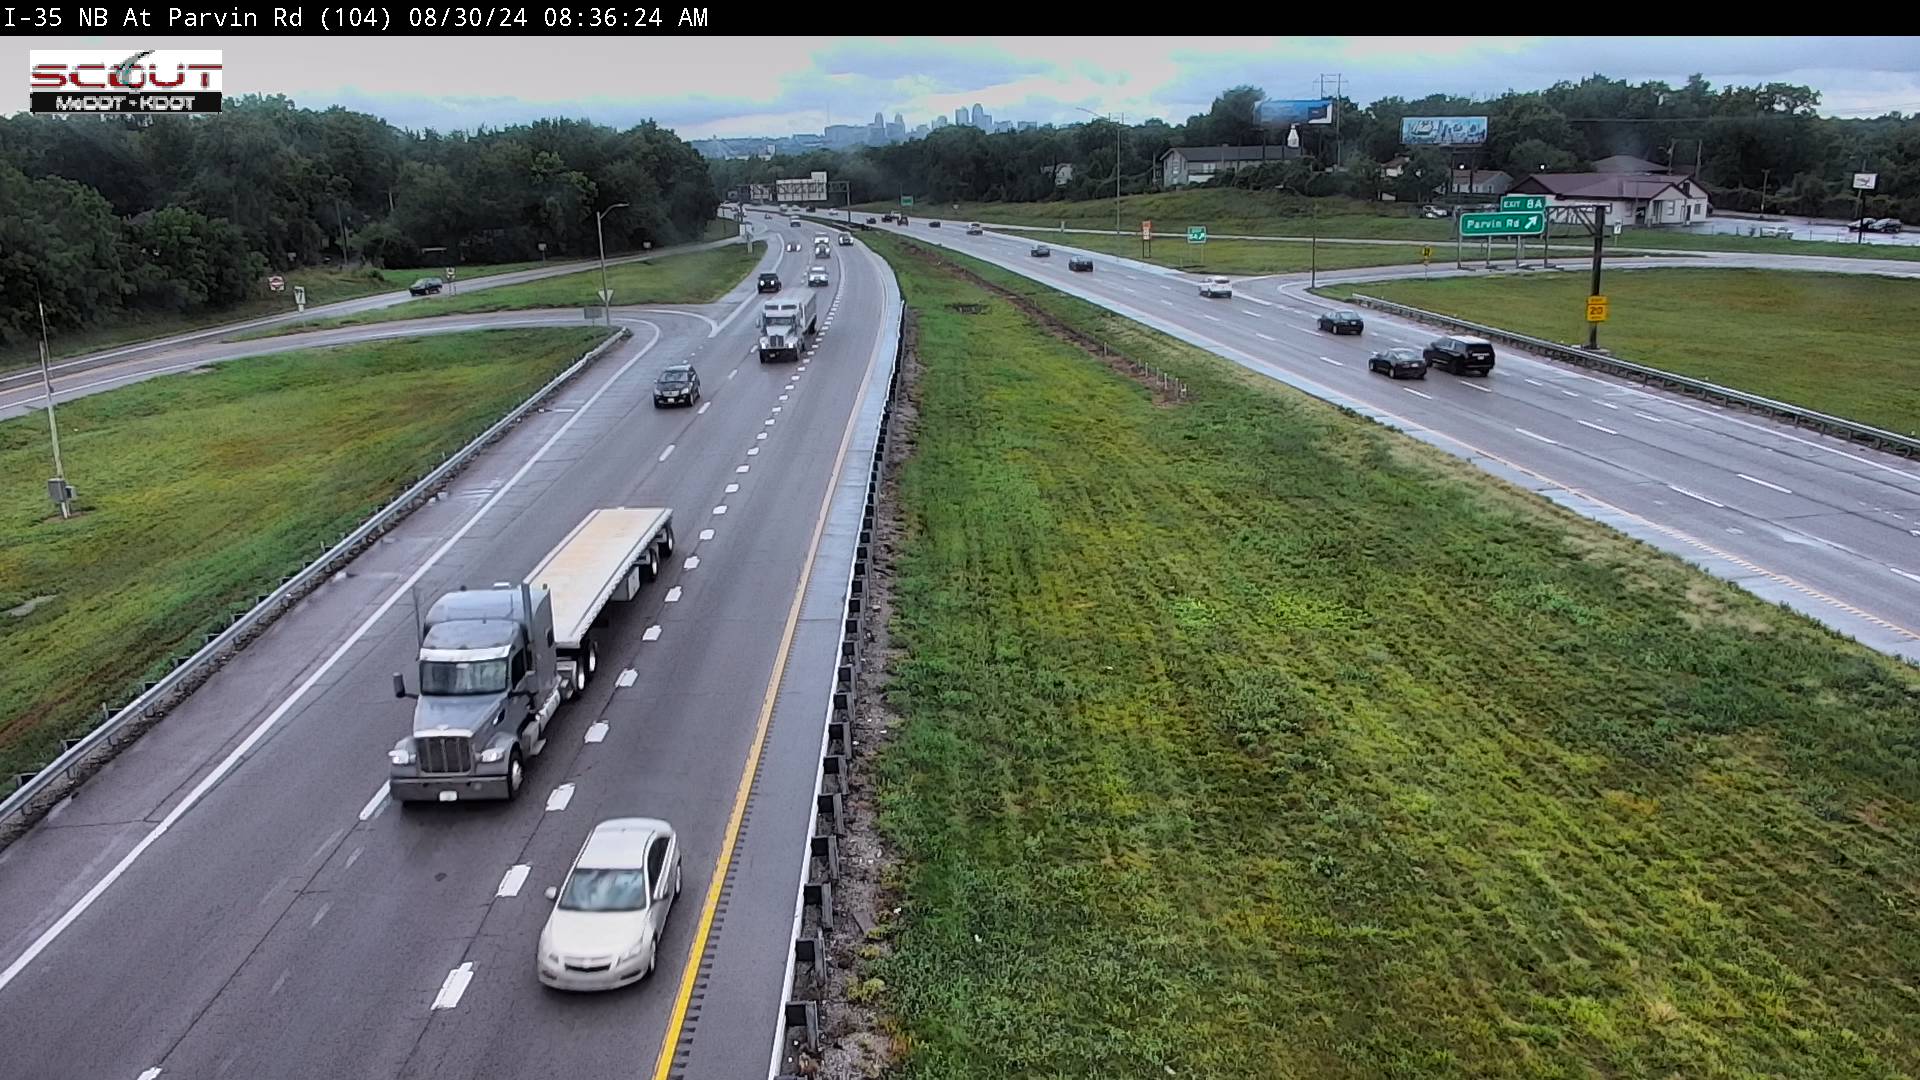 I-35 NB At Parvin Rd (104) 08/30/24 08:36:24 AM
SCOUT
MoDOT - KDOT
EXIT 8A
Parvin Rd
20